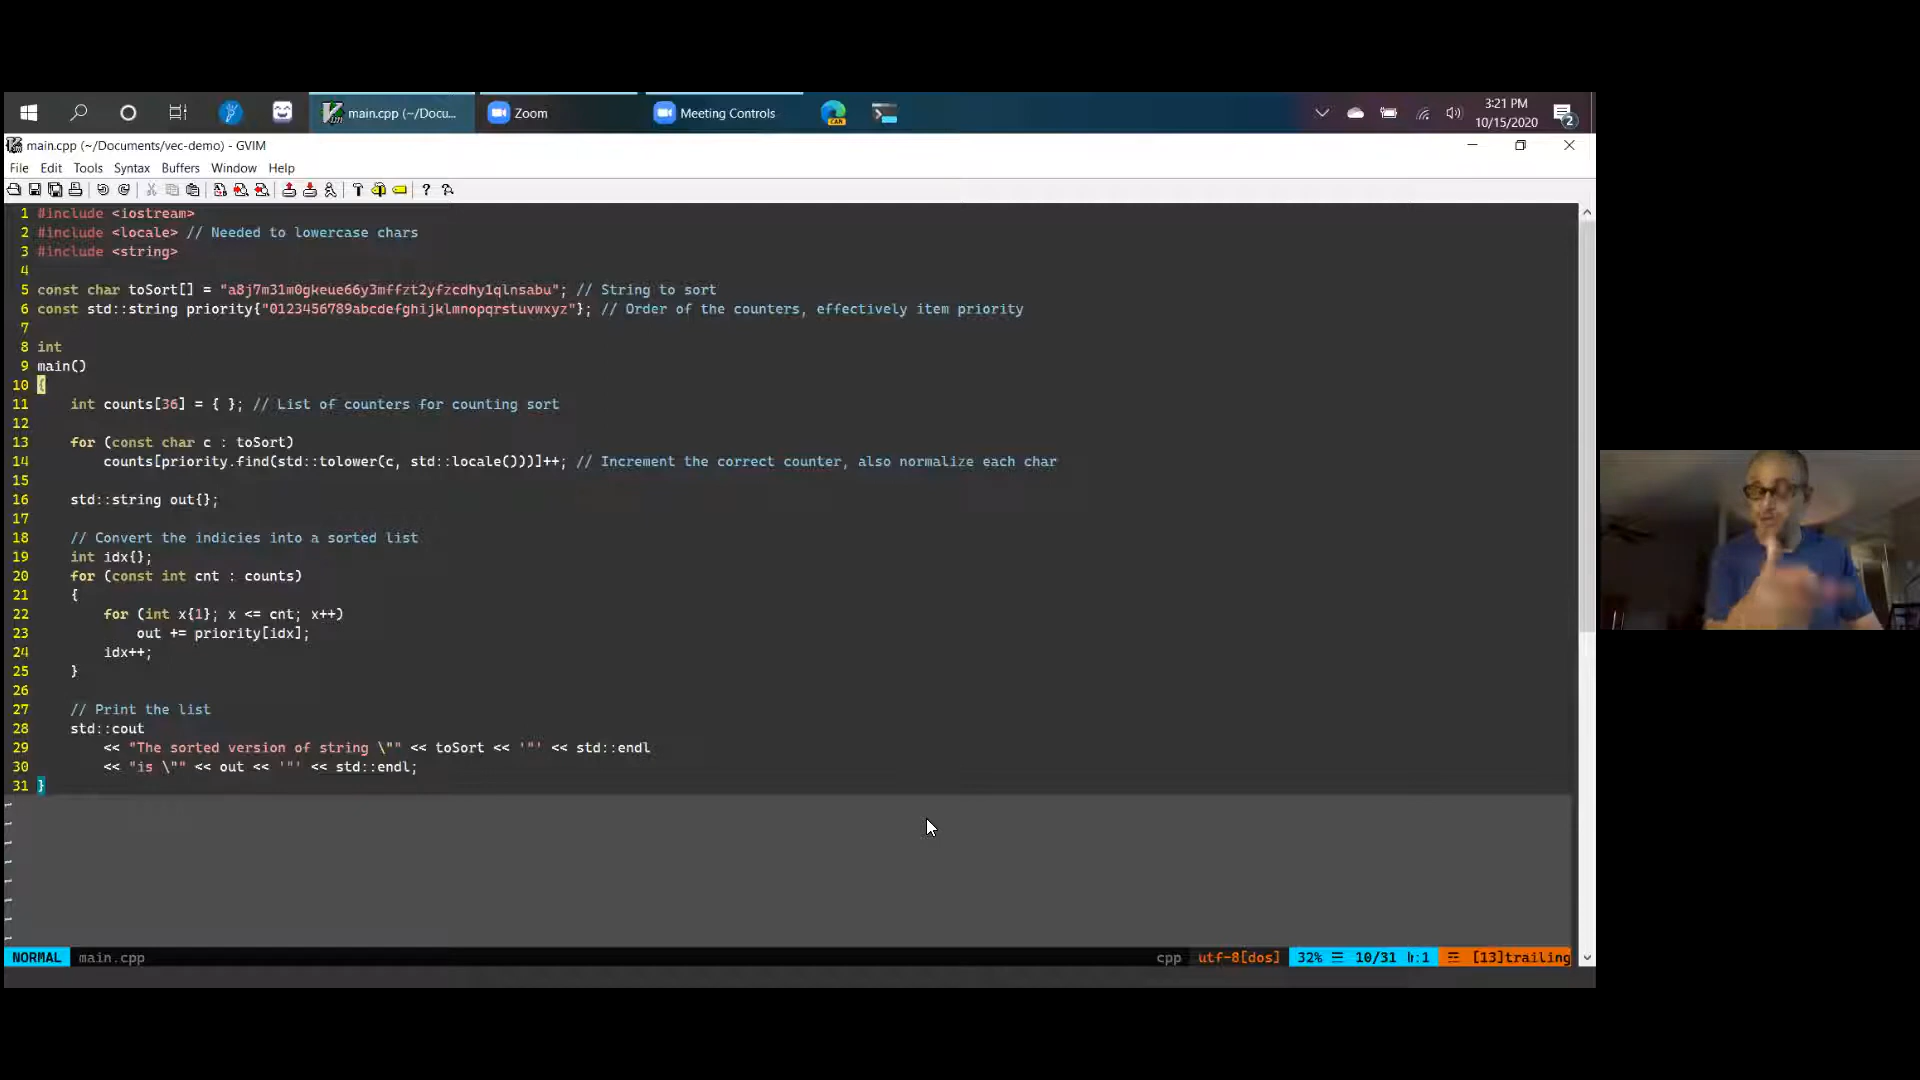 main.cpp (~/Docu...
Zoom
Meeting Controls
3:21 PM
10/15/2020
2
main.cpp (~/Documents/vec-demo) - GVIM
File Edit Tools Syntax Buffers Window Help
1 #include <iostream>
2 #include <locale> // Needed to lowercase chars
3 #include <string>
4
5 const char toSort[] = "a8j7m31m0gkeue66y3mffzt2yfzcdhy1qlnsabu"; // String to sort
6 const std::string priority{"0123456789abcdefghijklmnopqrstuvwxyz"}; // Order of the counters, effectively item priority
7
8 int
9 main()
10 {
11 int counts[36] = { }; // List of counters for counting sort
12
13 for (const char c : toSort)
14 counts[priority.find(std::tolower(c, std::locale()))]++; // Increment the correct counter, also normalize each char
15
16 std::string out{};
17
18 // Convert the indicies into a sorted list
19 int idx{};
20 for (const int cnt : counts)
21 {
22 for (int x{1}; x <= cnt; x++)
23 out += priority[idx];
24 idx++;
25 }
26
27 // Print the list
28 std::cout
29 << "The sorted version of string \"" << toSort << '"' << std::endl
30 << "is \"" << out << '"' << std::endl;
31 }
NORMAL main.cpp cpp utf-8[dos] 32% ☰ 10/31 ㏑:1 ☲ [13]trailing